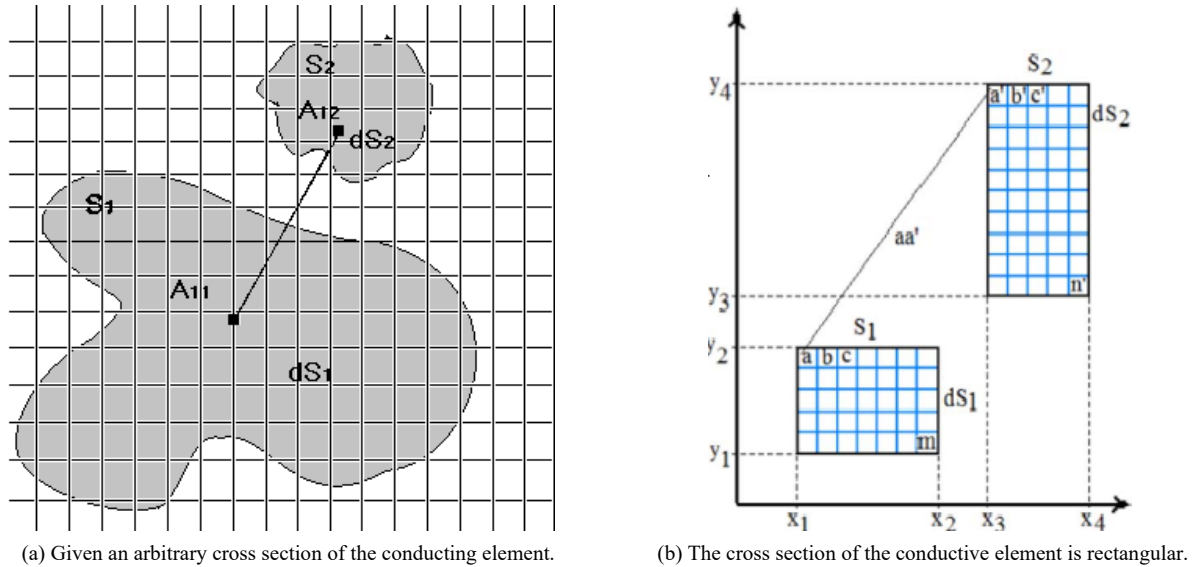 S2
A12
dS2
S1
A11
dS1
(a) Given an arbitrary cross section of the conducting element.
S2
y4
a' b' c'
dS2
aa'
n'
y3
S1
y2
a b c
dS1
m
y1
x1 x2 x3 x4
(b) The cross section of the conductive element is rectangular.